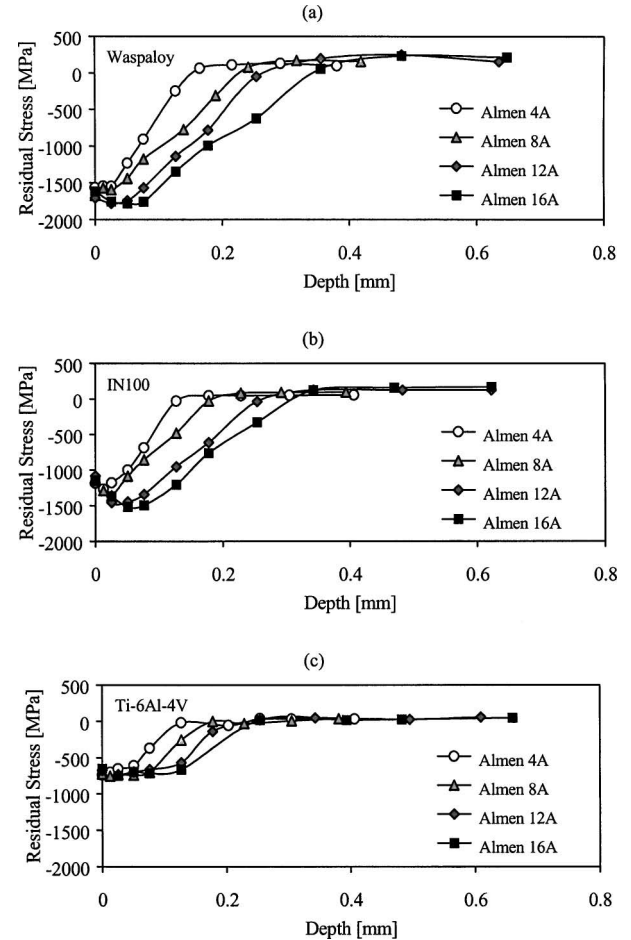 (a)
Residual Stress [MPa]
500
0
-500
-1000
-1500
-2000
Waspaloy
Almen 4A
Almen 8A
Almen 12A
Almen 16A
0
0.2
0.4
0.6
0.8
Depth [mm]
(b)
Residual Stress [MPa]
500
0
-500
-1000
-1500
-2000
IN100
Almen 4A
Almen 8A
Almen 12A
Almen 16A
0
0.2
0.4
0.6
0.8
Depth [mm]
(c)
Residual Stress [MPa]
500
0
-500
-1000
-1500
-2000
Ti-6Al-4V
Almen 4A
Almen 8A
Almen 12A
Almen 16A
0
0.2
0.4
0.6
0.8
Depth [mm]